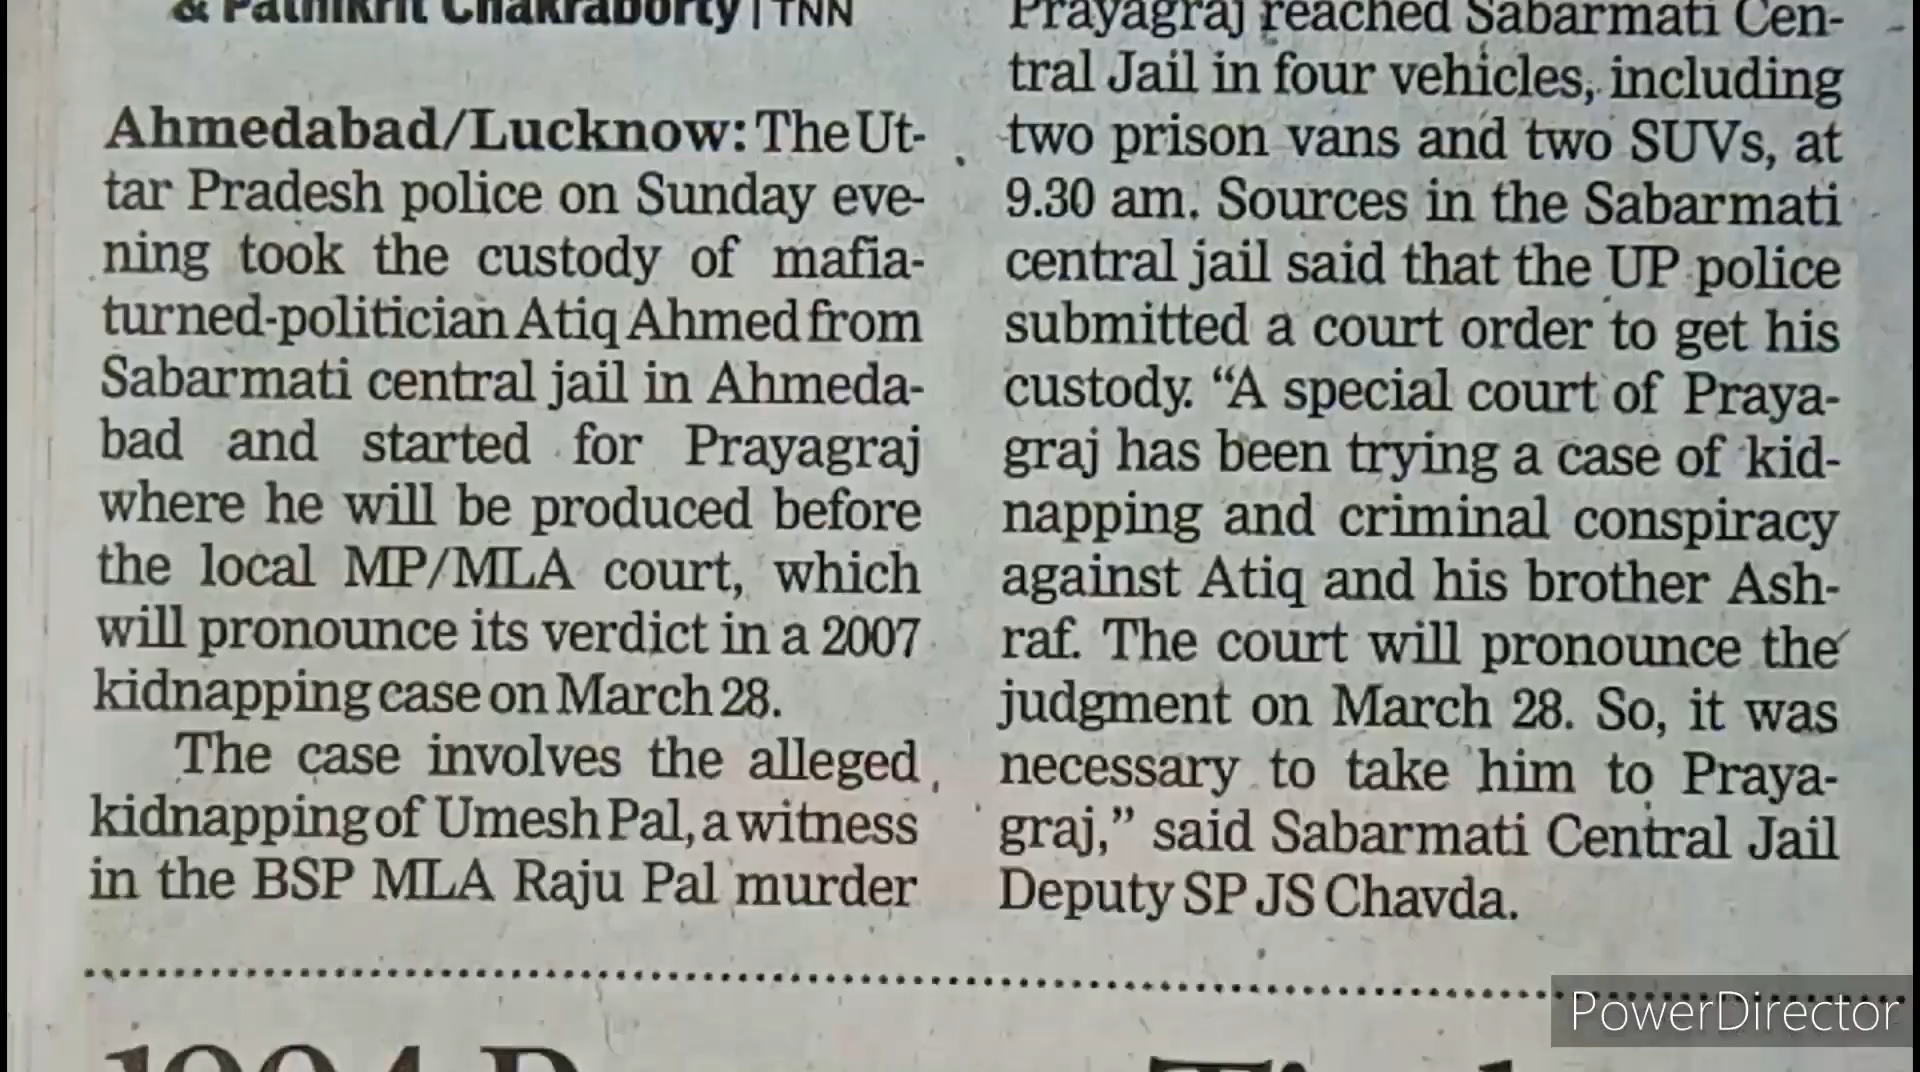 & Pathikrit Chakraborty | TNN
Ahmedabad/Lucknow: The Ut-
tar Pradesh police on Sunday eve-
ning took the custody of mafia-
turned-politician Atiq Ahmed from
Sabarmati central jail in Ahmeda-
bad and started for Prayagraj
where he will be produced before
the local MP/MLA court, which
will pronounce its verdict in a 2007
kidnapping case on March 28.
The case involves the alleged
kidnapping of Umesh Pal, a witness
in the BSP MLA Raju Pal murder
Prayagraj reached Sabarmati Cen-
tral Jail in four vehicles, including
two prison vans and two SUVs, at
9.30 am. Sources in the Sabarmati
central jail said that the UP police
submitted a court order to get his
custody. “A special court of Praya-
graj has been trying a case of kid-
napping and criminal conspiracy
against Atiq and his brother Ash-
raf. The court will pronounce the
judgment on March 28. So, it was
necessary to take him to Praya-
graj,” said Sabarmati Central Jail
Deputy SP JS Chavda.
PowerDirector